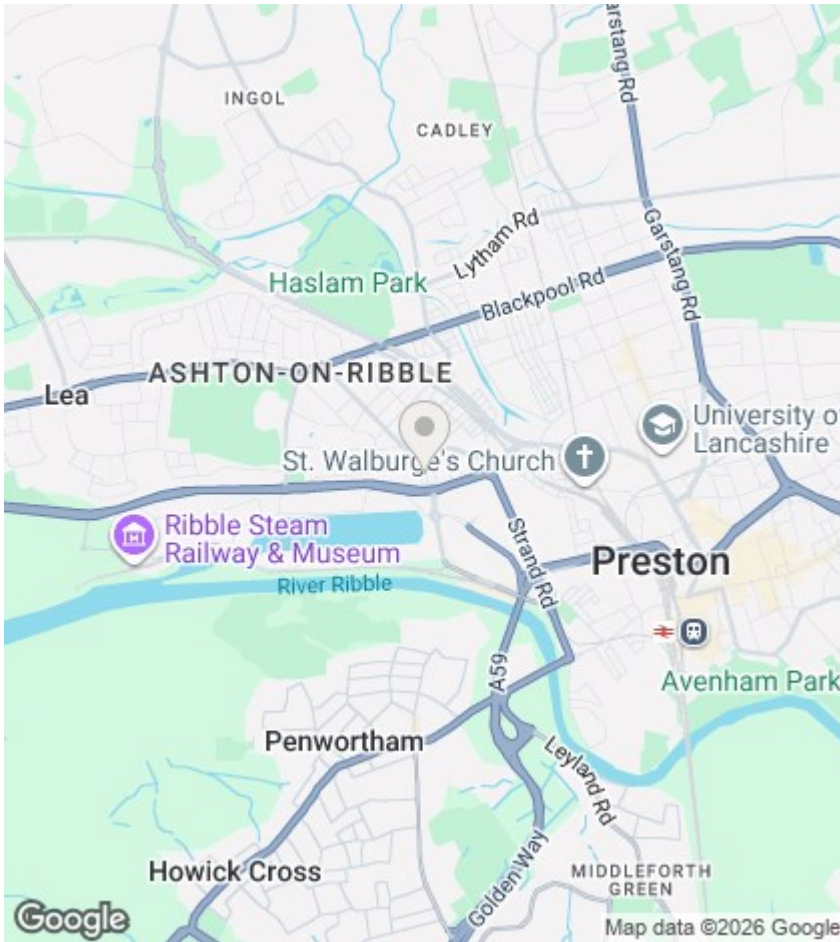 INGOL
CADLEY
Garstang Rd
Lytham Rd
Garstang Rd
Haslam Park
Blackpool Rd
ASHTON-ON-RIBBLE
Lea
University o
Lancashire
St. Walburge's Church
Ribble Steam
Railway & Museum
Strand Rd
Preston
River Ribble
A59
Avenham Park
Penwortham
Leyland Rd
Howick Cross
Golden Way
MIDDLEFORTH
GREEN
Google
Map data ©2026 Google